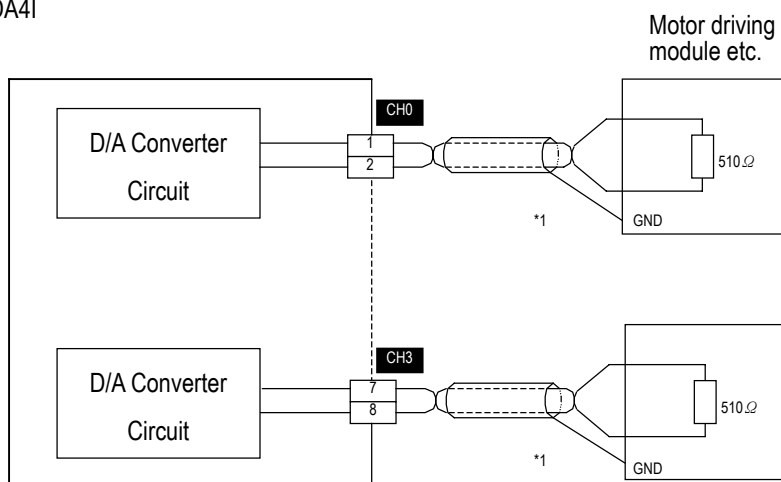 DA4I
Motor driving
module etc.
CH0
D/A Converter
Circuit
1
2
510Ω
*1
GND
CH3
D/A Converter
Circuit
7
8
510Ω
*1
GND